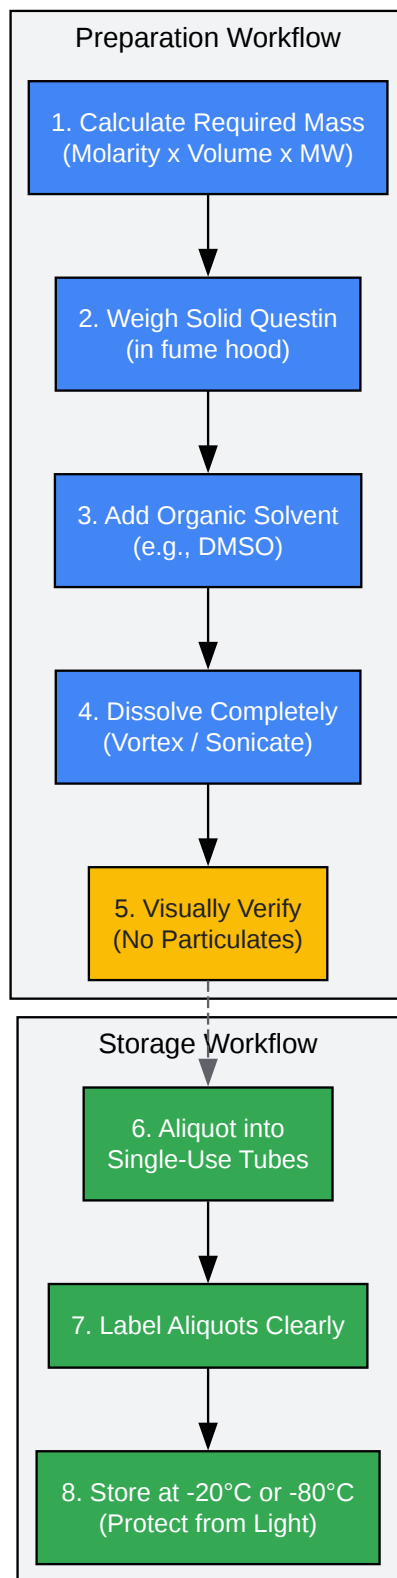 Preparation Workflow
1. Calculate Required Mass
(Molarity x Volume x MW)
2. Weigh Solid Questin
(in fume hood)
3. Add Organic Solvent
(e.g., DMSO)
4. Dissolve Completely
(Vortex / Sonicate)
5. Visually Verify
(No Particulates)
Storage Workflow
6. Aliquot into
Single-Use Tubes
7. Label Aliquots Clearly
8. Store at -20°C or -80°C
(Protect from Light)